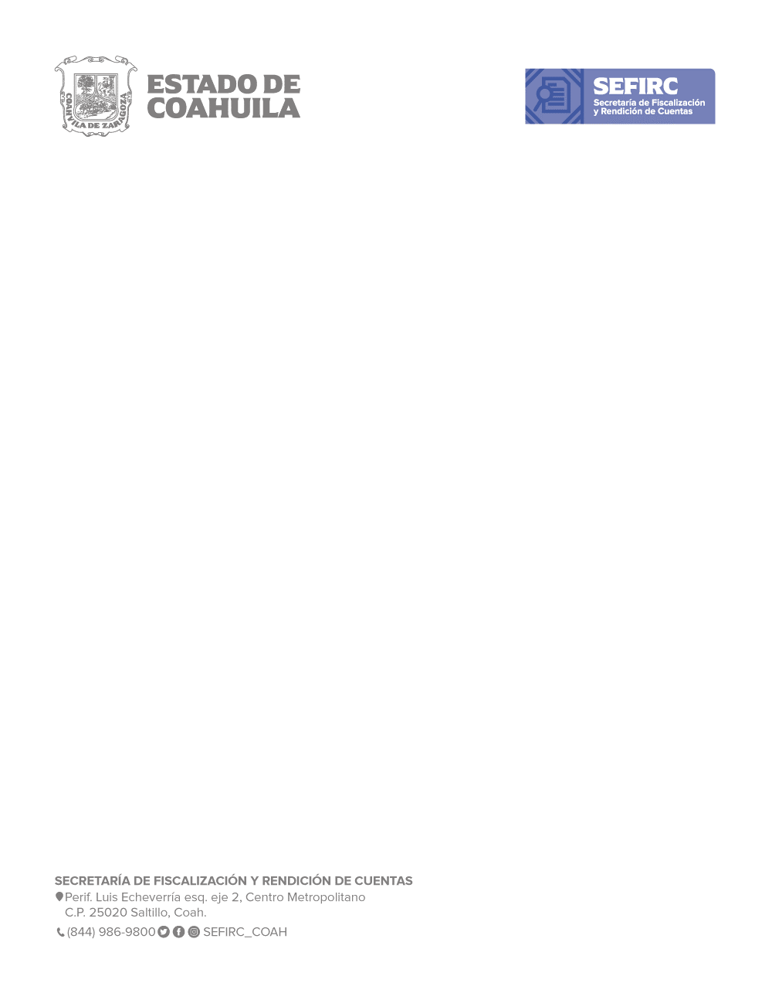 COAHVILA DE ZARAGOZA
ESTADO DE
COAHUILA
SEFIRC
Secretaría de Fiscalización
y Rendición de Cuentas
SECRETARÍA DE FISCALIZACIÓN Y RENDICIÓN DE CUENTAS
Perif. Luis Echeverría esq. eje 2, Centro Metropolitano
C.P. 25020 Saltillo, Coah.
(844) 986-9800 SEFIRC_COAH